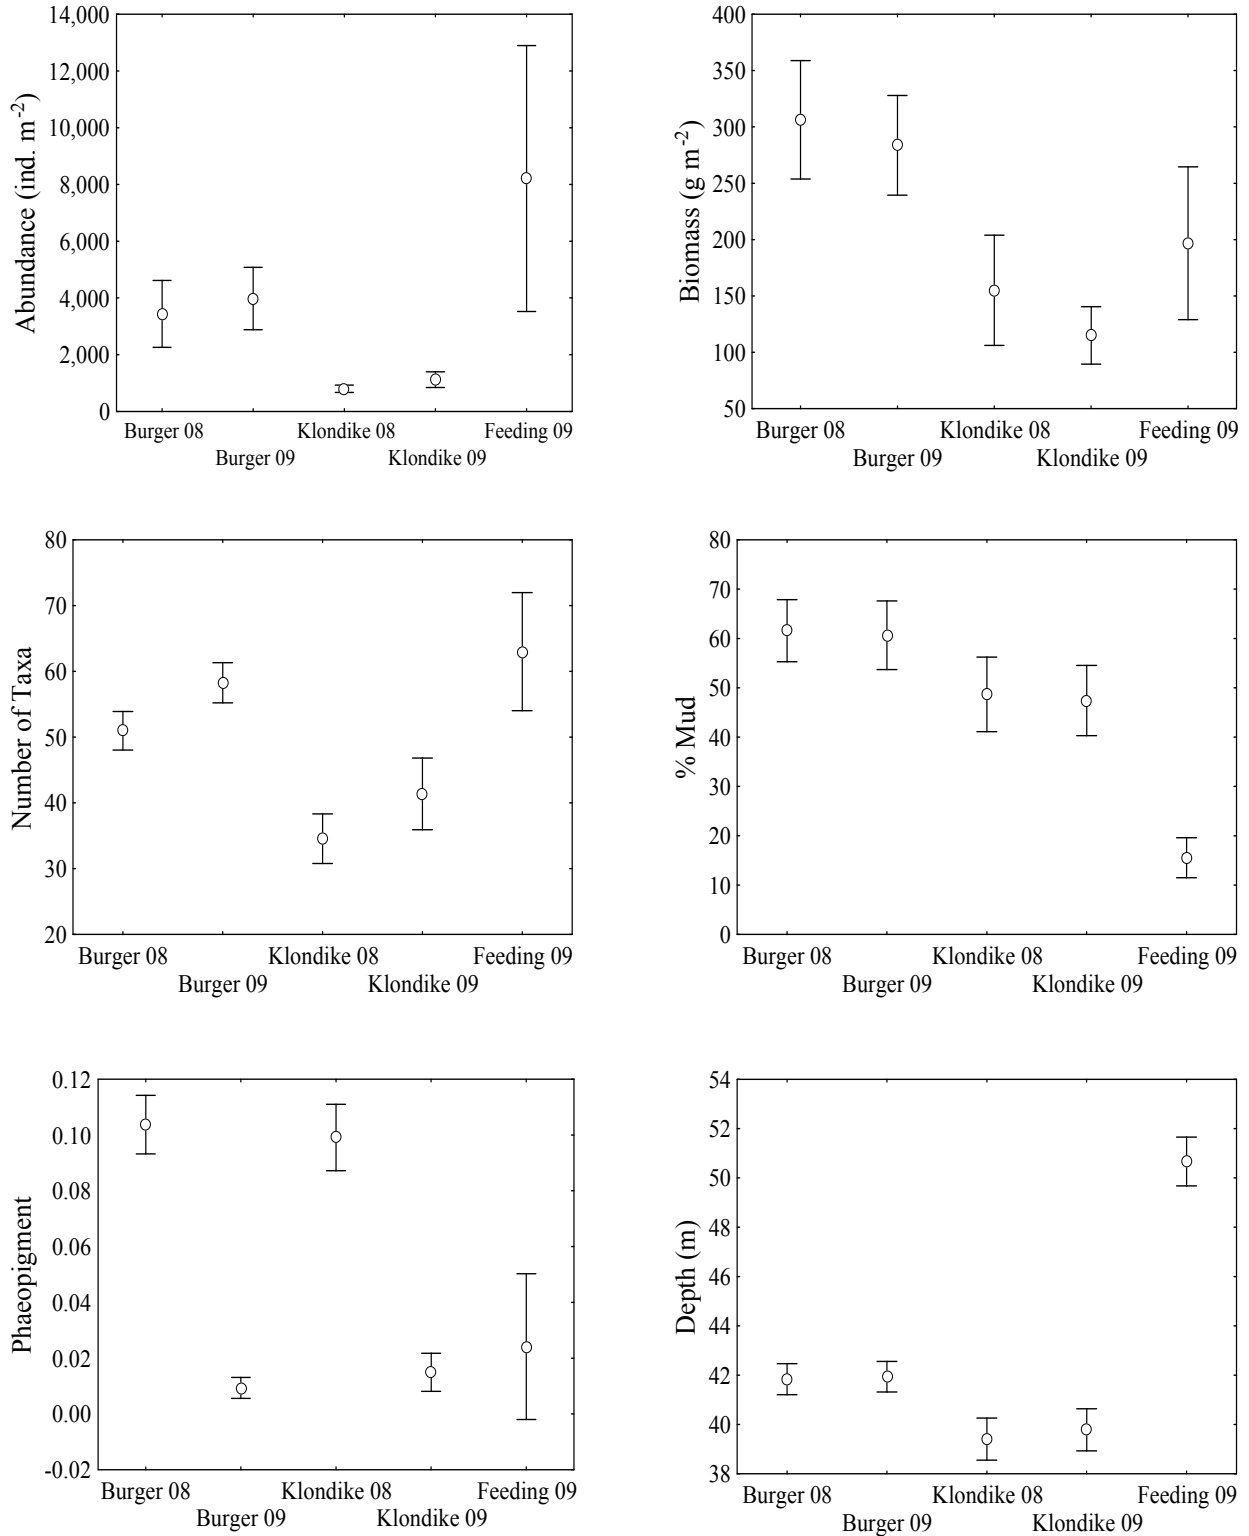 Abundance (ind. m-2)
14,000
12,000
10,000
8,000
6,000
4,000
2,000
0
Burger 08
Klondike 08
Feeding 09
Burger 09
Klondike 09
Biomass (g m-2)
400
350
300
250
200
150
100
50
Burger 08
Klondike 08
Feeding 09
Burger 09
Klondike 09
Number of Taxa
80
70
60
50
40
30
20
Burger 08
Klondike 08
Feeding 09
Burger 09
Klondike 09
% Mud
80
70
60
50
40
30
20
10
0
Burger 08
Klondike 08
Feeding 09
Burger 09
Klondike 09
Phaeopigment
0.12
0.10
0.08
0.06
0.04
0.02
0.00
-0.02
Burger 08
Klondike 08
Feeding 09
Burger 09
Klondike 09
Depth (m)
54
52
50
48
46
44
42
40
38
Burger 08
Klondike 08
Feeding 09
Burger 09
Klondike 09